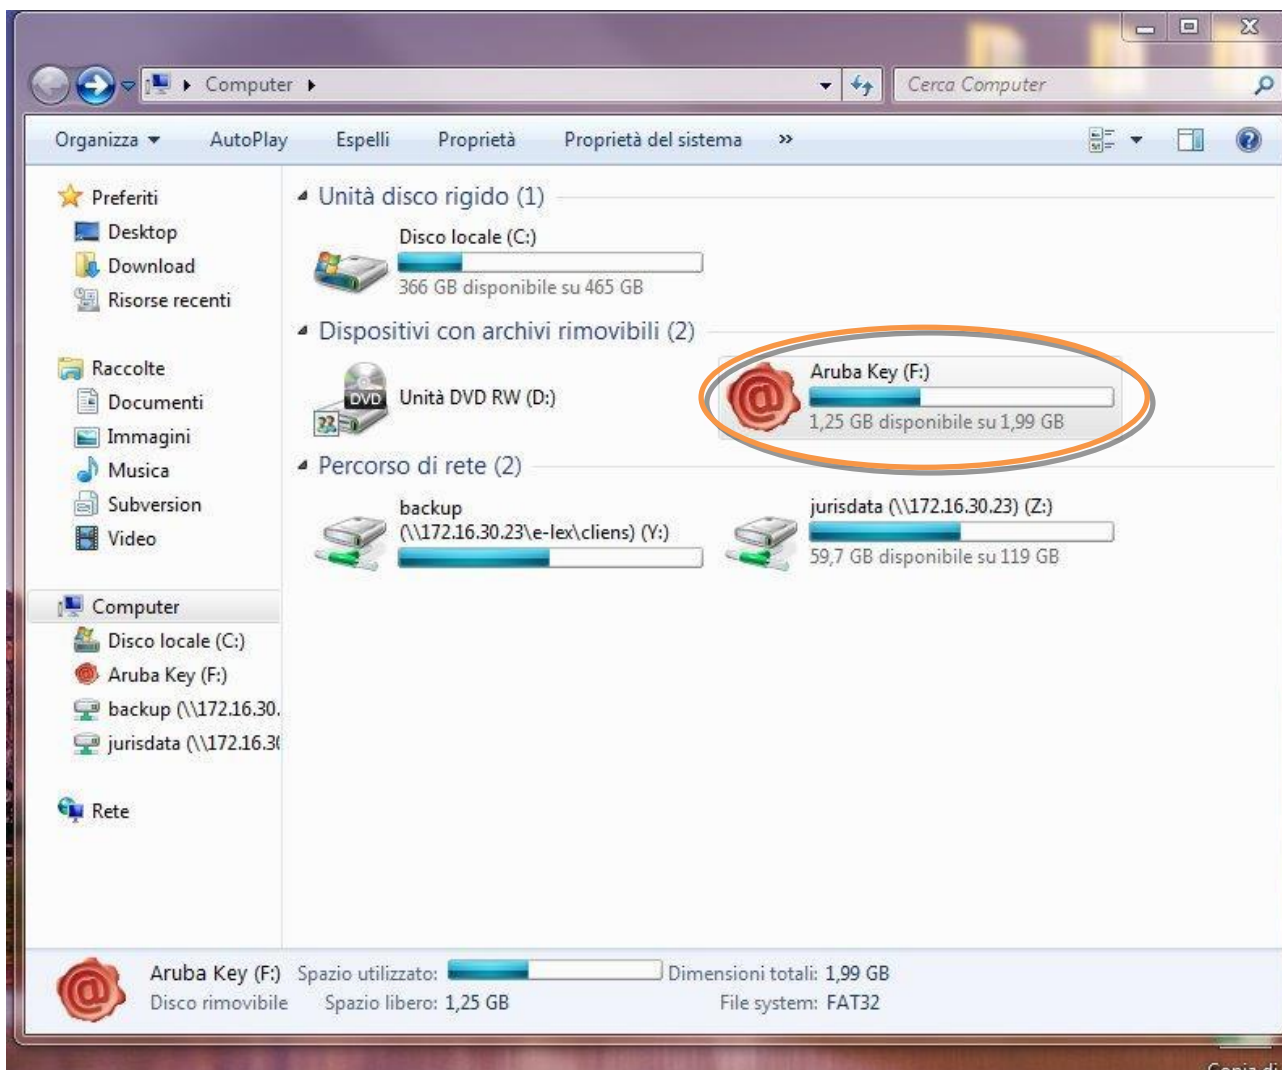 Computer
Cerca Computer
Organizza
AutoPlay
Espelli
Proprietà
Proprietà del sistema
»
Preferiti
Desktop
Download
Risorse recenti
Raccolte
Documenti
Immagini
Musica
Subversion
Video
Computer
Disco locale (C:)
Aruba Key (F:)
backup (\\172.16.30.
jurisdata (\\172.16.3
Rete
Unità disco rigido (1)
Disco locale (C:)
366 GB disponibile su 465 GB
Dispositivi con archivi rimovibili (2)
DVD
Unità DVD RW (D:)
Aruba Key (F:)
1,25 GB disponibile su 1,99 GB
Percorso di rete (2)
backup
(\\172.16.30.23\e-lex\cliens) (Y:)
jurisdata (\\172.16.30.23) (Z:)
59,7 GB disponibile su 119 GB
Aruba Key (F:) Spazio utilizzato: Dimensioni totali: 1,99 GB
Disco rimovibile Spazio libero: 1,25 GB File system: FAT32